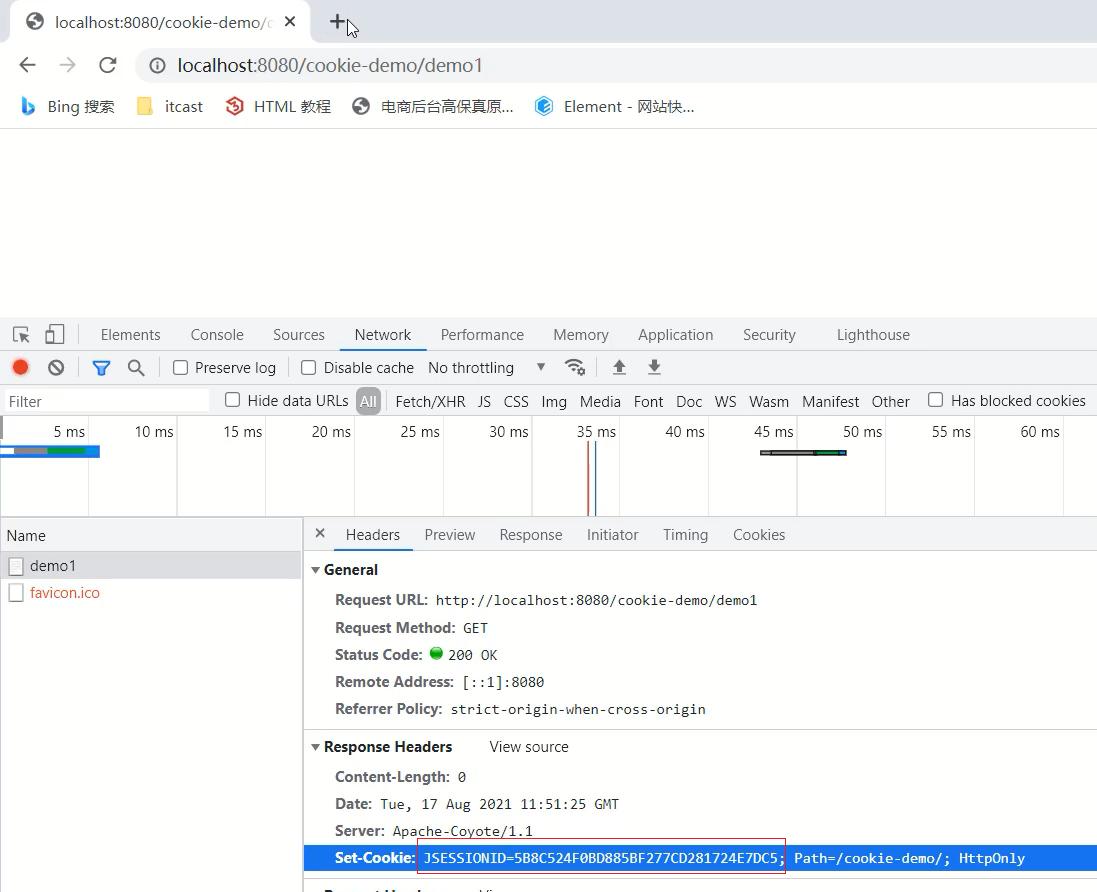 localhost:8080/cookie-demo/
localhost:8080/cookie-demo/demo1
Bing 搜索 itcast HTML 教程 电商后台高保真原... Element - 网站快...
Elements Console Sources Network Performance Memory Application Security Lighthouse
Preserve log Disable cache No throttling
Filter Hide data URLs All Fetch/XHR JS CSS Img Media Font Doc WS Wasm Manifest Other Has blocked cookies
5 ms 10 ms 15 ms 20 ms 25 ms 30 ms 35 ms 40 ms 45 ms 50 ms 55 ms 60 ms
Name
demo1
favicon.ico
Headers Preview Response Initiator Timing Cookies
General
Request URL: http://localhost:8080/cookie-demo/demo1
Request Method: GET
Status Code: 200 OK
Remote Address: [::1]:8080
Referrer Policy: strict-origin-when-cross-origin
Response Headers View source
Content-Length: 0
Date: Tue, 17 Aug 2021 11:51:25 GMT
Server: Apache-Coyote/1.1
Set-Cookie: JSESSIONID=5B8C524F0BD885BF277CD281724E7DC5; Path=/cookie-demo/; HttpOnly